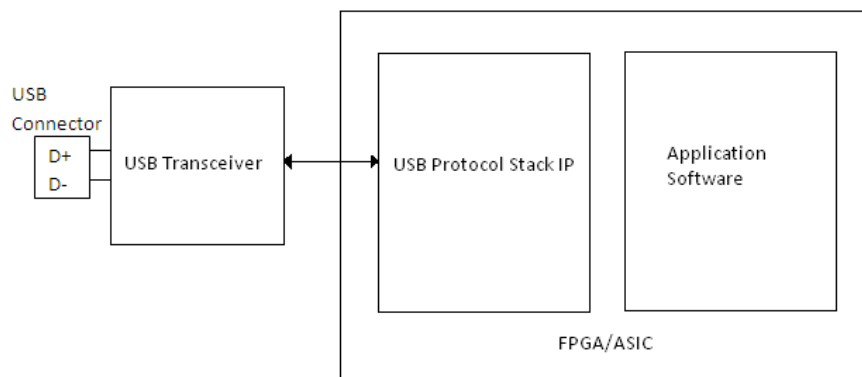 USB
Connector
D+
D-
USB Transceiver
USB Protocol Stack IP
Application
Software
FPGA/ASIC